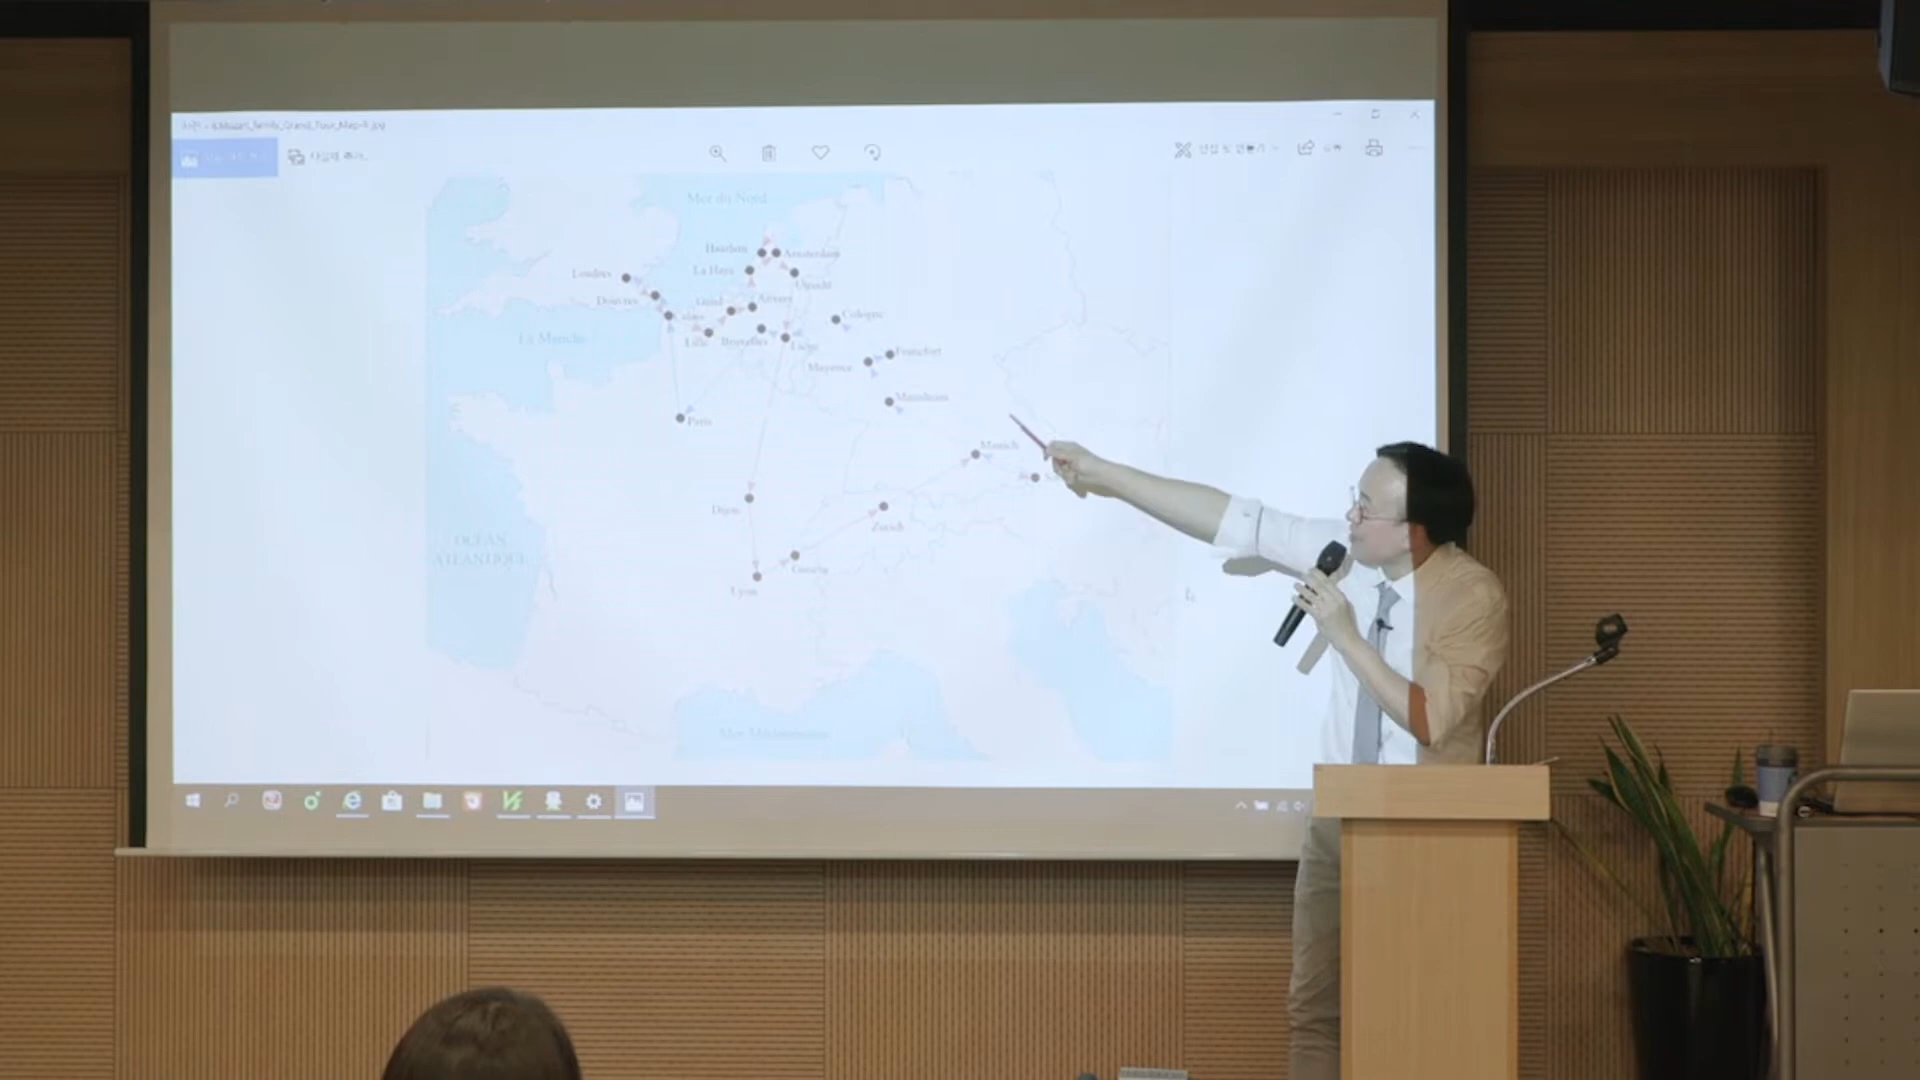 Mer du Nord
Haarlem
Amsterdam
La Haye
Londres
Utrecht
Douvres
Gand
Anvers
Calais
Cologne
La Manche
Lille
Bruxelles
Liège
Francfort
Mayence
Mannheim
Paris
Munich
Dijon
Zurich
OCÉAN
ATLANTIQUE
Genève
Lyon
Mer Méditerranée